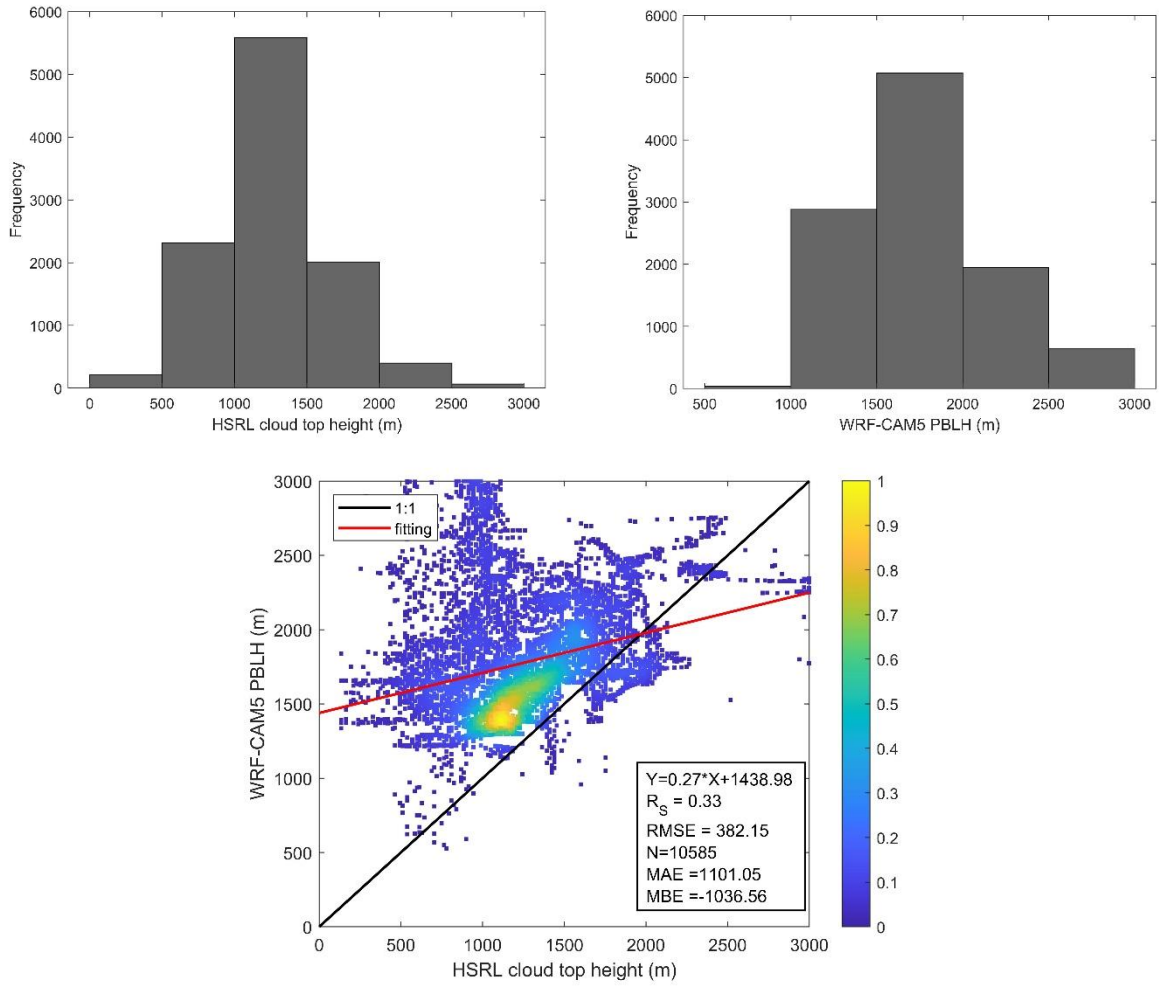 6000
5000
4000
3000
2000
1000
0
Frequency
0 500 1000 1500 2000 2500 3000
HSRL cloud top height (m)
6000
5000
4000
3000
2000
1000
0
Frequency
500 1000 1500 2000 2500 3000
WRF-CAM5 PBLH (m)
3000
2500
2000
1500
1000
500
0
WRF-CAM5 PBLH (m)
1:1
fitting
Y=0.27*X+1438.98
R_S = 0.33
RMSE = 382.15
N=10585
MAE =1101.05
MBE =-1036.56
0 500 1000 1500 2000 2500 3000
HSRL cloud top height (m)
1
0.9
0.8
0.7
0.6
0.5
0.4
0.3
0.2
0.1
0